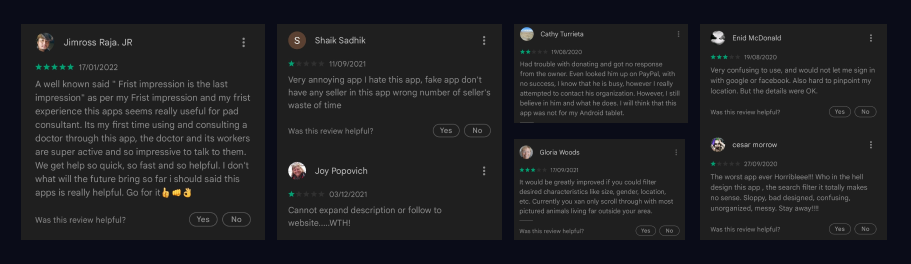 Jimross Raja. JR
17/01/2022
A well known said " Frist impression is the last
impression" as per my Frist impression and my frist
experience this apps seems really useful for pad
consultant. Its my first time using and consulting a
doctor through this app, the doctor and its workers
are super active and so impressive to talk to them.
We get help so quick, so fast and so helpful. I don't
what will the future bring so far i should said this
apps is really helpful. Go for it👍👊👌
Was this review helpful?
Yes
No
S
Shaik Sadhik
11/09/2021
Very annoying app I hate this app, fake app don't
have any seller in this app wrong number of seller's
waste of time
Was this review helpful?
Yes
No
Joy Popovich
03/12/2021
Cannot expand description or follow to
website.....WTH!
Cathy Turrieta
19/08/2020
Had trouble with donating and got no response
from the owner. Even looked him up on PayPal, with
no success, I know that he is busy, however I really
attempted to contact his organization. However, I still
believe in him and what he does. I will think that this
app was not for my Android tablet.
Gloria Woods
17/09/2021
It would be greatly improved if you could filter
desired characteristics like size, gender, location,
etc. Currently you xan only scroll through with most
pictured animals living far outside your area.
Was this review helpful?
Yes
No
Enid McDonald
19/08/2020
Very confusing to use, and would not let me sign in
with google or facebook. Also hard to pinpoint my
location. But the details were OK.
Was this review helpful?
Yes
No
cesar morrow
27/09/2020
The worst app ever Horribleee!! Who in the hell
design this app , the search filter it totally makes
no sense. Sloppy, bad designed, confusing,
unorganized, messy. Stay away!!!!
Was this review helpful?
Yes
No